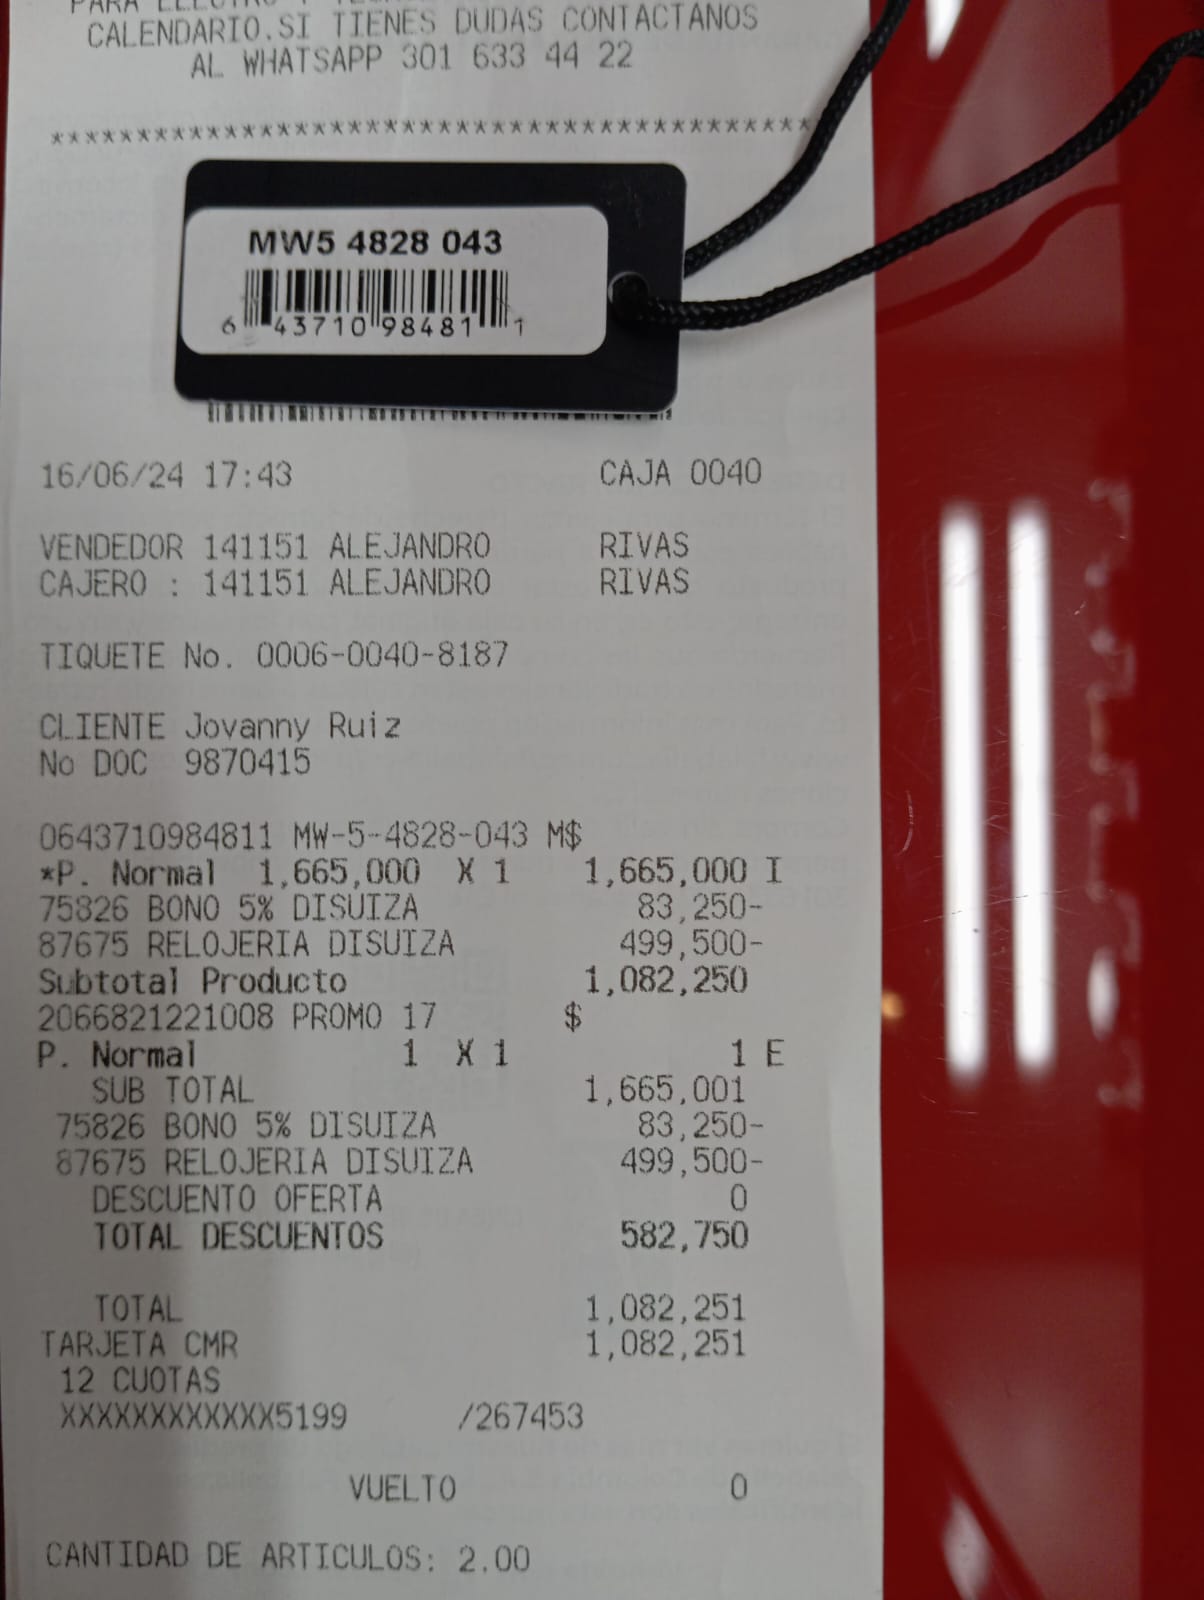 PARA ELECTRO Y
CALENDARIO.SI TIENES DUDAS CONTACTANOS
AL WHATSAPP 301 633 44 22
********************************************
MW5 4828 043
6 43710 98481 1
16/06/24 17:43 CAJA 0040
VENDEDOR 141151 ALEJANDRO RIVAS
CAJERO : 141151 ALEJANDRO RIVAS
TIQUETE No. 0006-0040-8187
CLIENTE Jovanny Ruiz
No DOC 9870415
0643710984811 MW-5-4828-043 M$
*P. Normal 1,665,000 X 1 1,665,000 I
75826 BONO 5% DISUIZA 83,250-
87675 RELOJERIA DISUIZA 499,500-
Subtotal Producto 1,082,250
2066821221008 PROMO 17 $
P. Normal 1 X 1 1 E
SUB TOTAL 1,665,001
75826 BONO 5% DISUIZA 83,250-
87675 RELOJERIA DISUIZA 499,500-
DESCUENTO OFERTA 0
TOTAL DESCUENTOS 582,750
TOTAL 1,082,251
TARJETA CMR 1,082,251
12 CUOTAS
XXXXXXXXXXXX5199 /267453
VUELTO 0
CANTIDAD DE ARTICULOS: 2.00